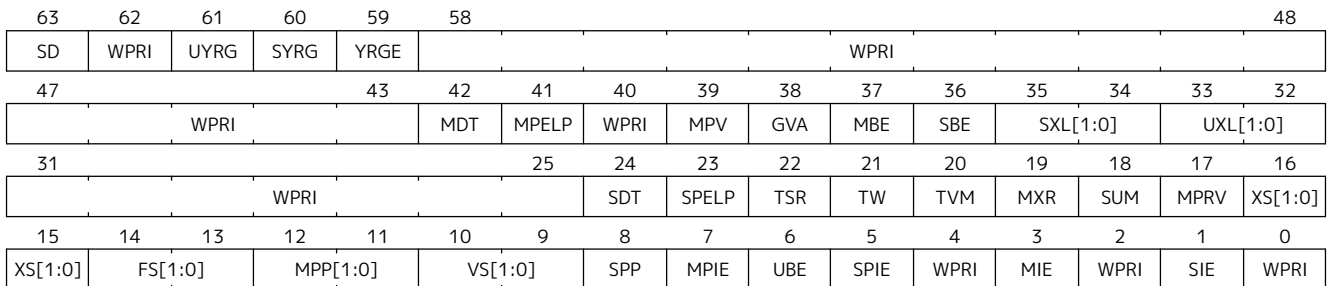 63 62 61 60 59 58 48
SD WPRI UYRG SYRG YRGE WPRI
47 43 42 41 40 39 38 37 36 35 34 33 32
WPRI MDT MPELP WPRI MPV GVA MBE SBE SXL[1:0] UXL[1:0]
31 25 24 23 22 21 20 19 18 17 16
WPRI SDT SPELP TSR TW TVM MXR SUM MPRV XS[1:0]
15 14 13 12 11 10 9 8 7 6 5 4 3 2 1 0
XS[1:0] FS[1:0] MPP[1:0] VS[1:0] SPP MPIE UBE SPIE WPRI MIE WPRI SIE WPRI